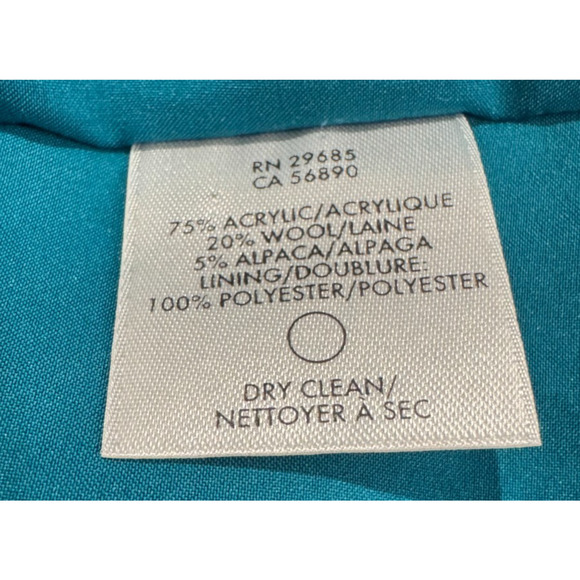 RN 29685
CA 56890
75% ACRYLIC/ACRYLIQUE
20% WOOL/LAINE
5% ALPACA/ALPAGA
LINING/DOUBLURE:
100% POLYESTER/POLYESTER
DRY CLEAN/
NETTOYER À SEC